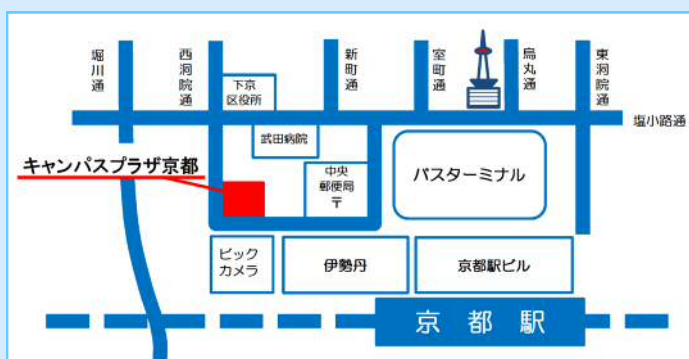 堀川通
西洞院通
新町通
室町通
烏丸通
東洞院通
下京
区役所
塩小路通
武田病院
キャンパスプラザ京都
中央
郵便局
〒
バスターミナル
ビック
カメラ
伊勢丹
京都駅ビル
京都駅